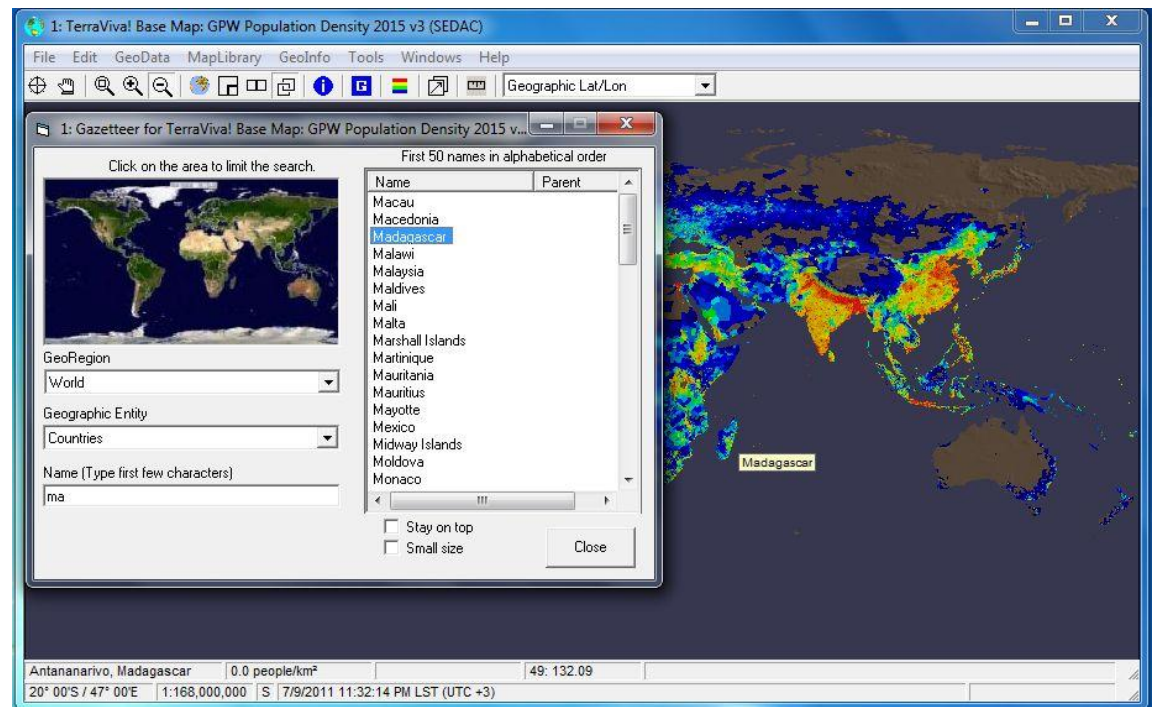 1: TerraViva! Base Map: GPW Population Density 2015 v3 (SEDAC)
File Edit GeoData MapLibrary GeoInfo Tools Windows Help
Geographic Lat/Lon
1: Gazetteer for TerraViva! Base Map: GPW Population Density 2015 v...
Click on the area to limit the search.
First 50 names in alphabetical order
Name Parent
Macau
Macedonia
Madagascar
Malawi
Malaysia
Maldives
Mali
Malta
Marshall Islands
Martinique
Mauritania
Mauritius
Mayotte
Mexico
Midway Islands
Moldova
Monaco
GeoRegion
World
Geographic Entity
Countries
Name (Type first few characters)
ma
Stay on top
Small size
Close
Madagascar
Antananarivo, Madagascar 0.0 people/km² 49: 132.09
20° 00'S / 47° 00'E 1:168,000,000 S 7/9/2011 11:32:14 PM LST (UTC +3)